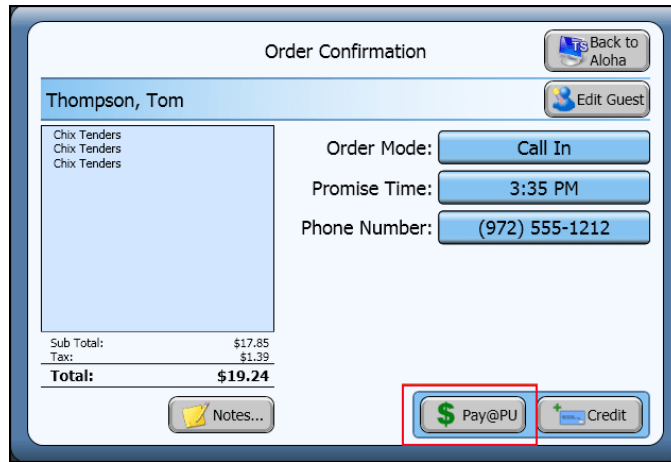 Order Confirmation
TS Back to
Aloha
Thompson, Tom
Edit Guest
Chix Tenders
Chix Tenders
Chix Tenders
Order Mode: Call In
Promise Time: 3:35 PM
Phone Number: (972) 555-1212
Sub Total: $17.85
Tax: $1.39
Total: $19.24
Notes...
$ Pay@PU
Credit